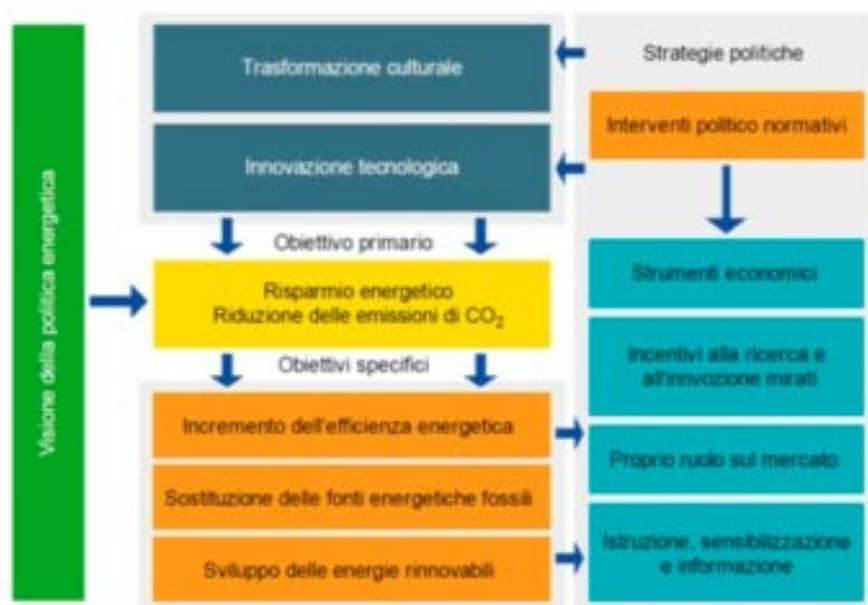 Visione della politica energetica
Trasformazione culturale
Innovazione tecnologica
Obiettivo primario
Risparmio energetico
Riduzione delle emissioni di CO₂
Obiettivi specifici
Incremento dell'efficienza energetica
Sostituzione delle fonti energetiche fossili
Sviluppo delle energie rinnovabili
Strategie politiche
Interventi politico normativi
Strumenti economici
Incentivi alla ricerca e
all'innvozione mirati
Proprio ruolo sul mercato
Istruzione, sensibilizzazione
e informazione